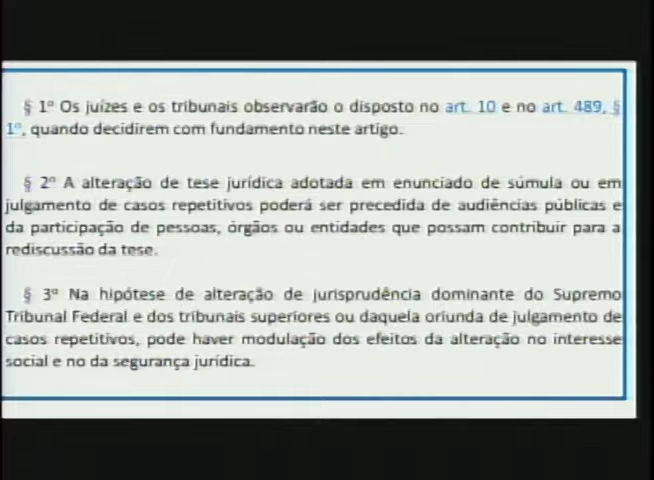 § 1º Os juízes e os tribunais observarão o disposto no art. 10 e no art. 489, §
1º, quando decidirem com fundamento neste artigo.
§ 2º A alteração de tese jurídica adotada em enunciado de súmula ou em
julgamento de casos repetitivos poderá ser precedida de audiências públicas e
da participação de pessoas, órgãos ou entidades que possam contribuir para a
rediscussão da tese.
§ 3º Na hipótese de alteração de jurisprudência dominante do Supremo
Tribunal Federal e dos tribunais superiores ou daquela oriunda de julgamento de
casos repetitivos, pode haver modulação dos efeitos da alteração no interesse
social e no da segurança jurídica.